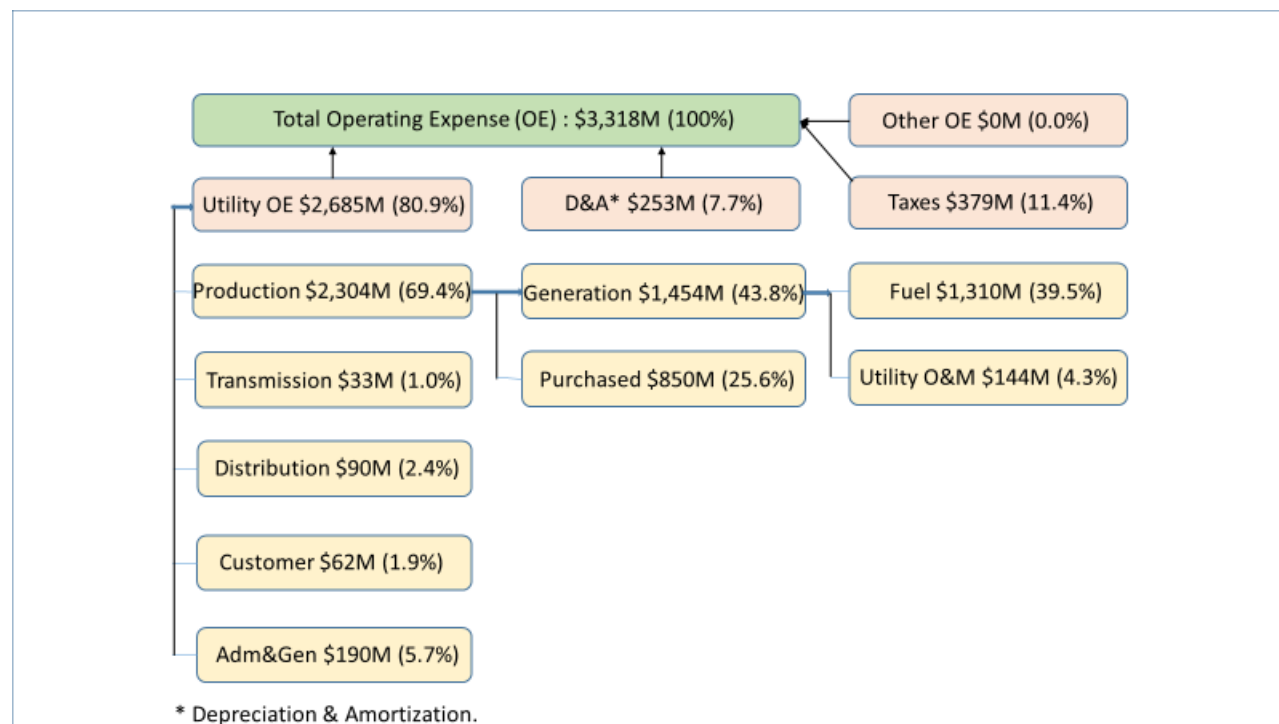 Total Operating Expense (OE) : $3,318M (100%)
Other OE $0M (0.0%)
Utility OE $2,685M (80.9%)
D&A* $253M (7.7%)
Taxes $379M (11.4%)
Production $2,304M (69.4%)
Generation $1,454M (43.8%)
Fuel $1,310M (39.5%)
Transmission $33M (1.0%)
Purchased $850M (25.6%)
Utility O&M $144M (4.3%)
Distribution $90M (2.4%)
Customer $62M (1.9%)
Adm&Gen $190M (5.7%)
* Depreciation & Amortization.